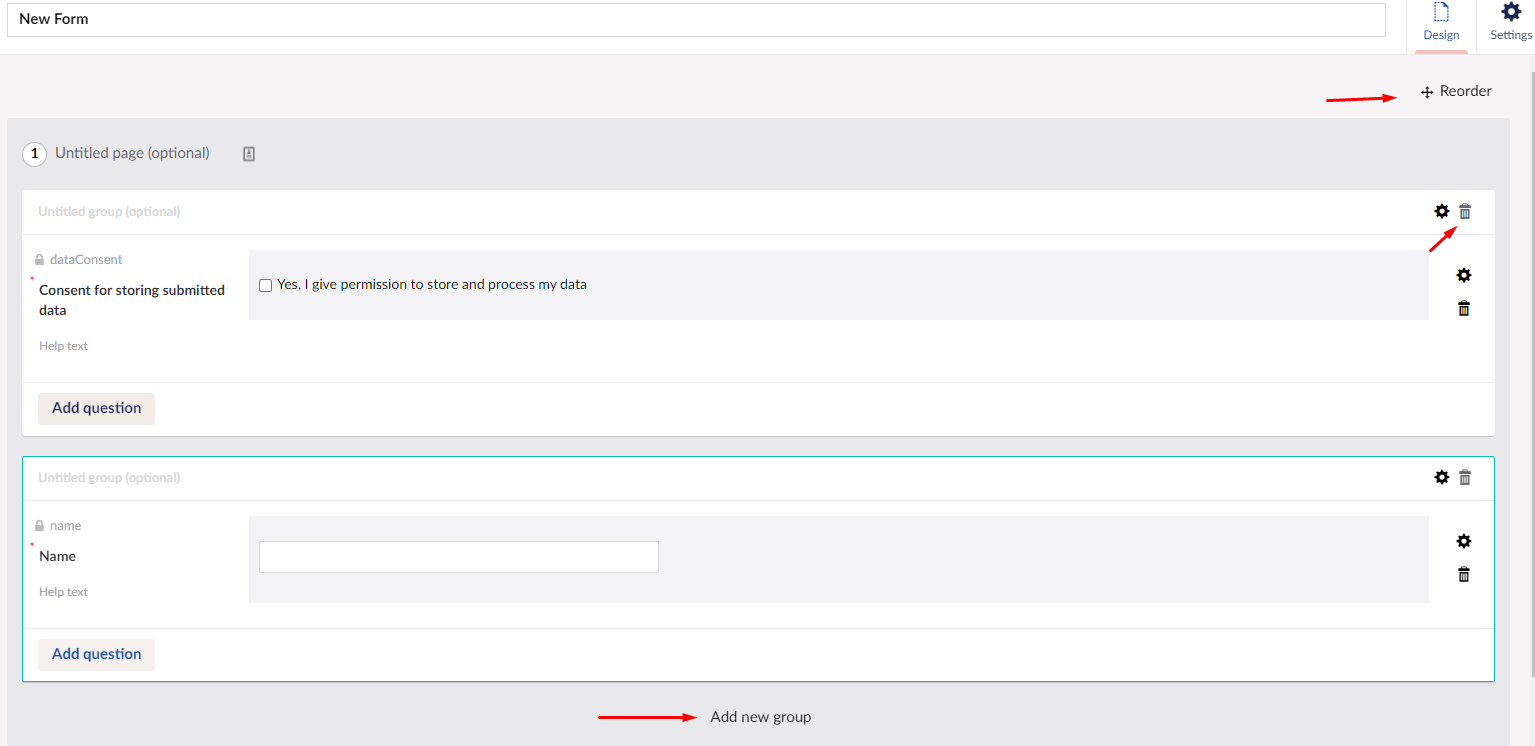 New Form
Design
Settings
Reorder
1 Untitled page (optional)
Untitled group (optional)
dataConsent
* Consent for storing submitted
data
Yes, I give permission to store and process my data
Help text
Add question
Untitled group (optional)
name
* Name
Help text
Add question
Add new group